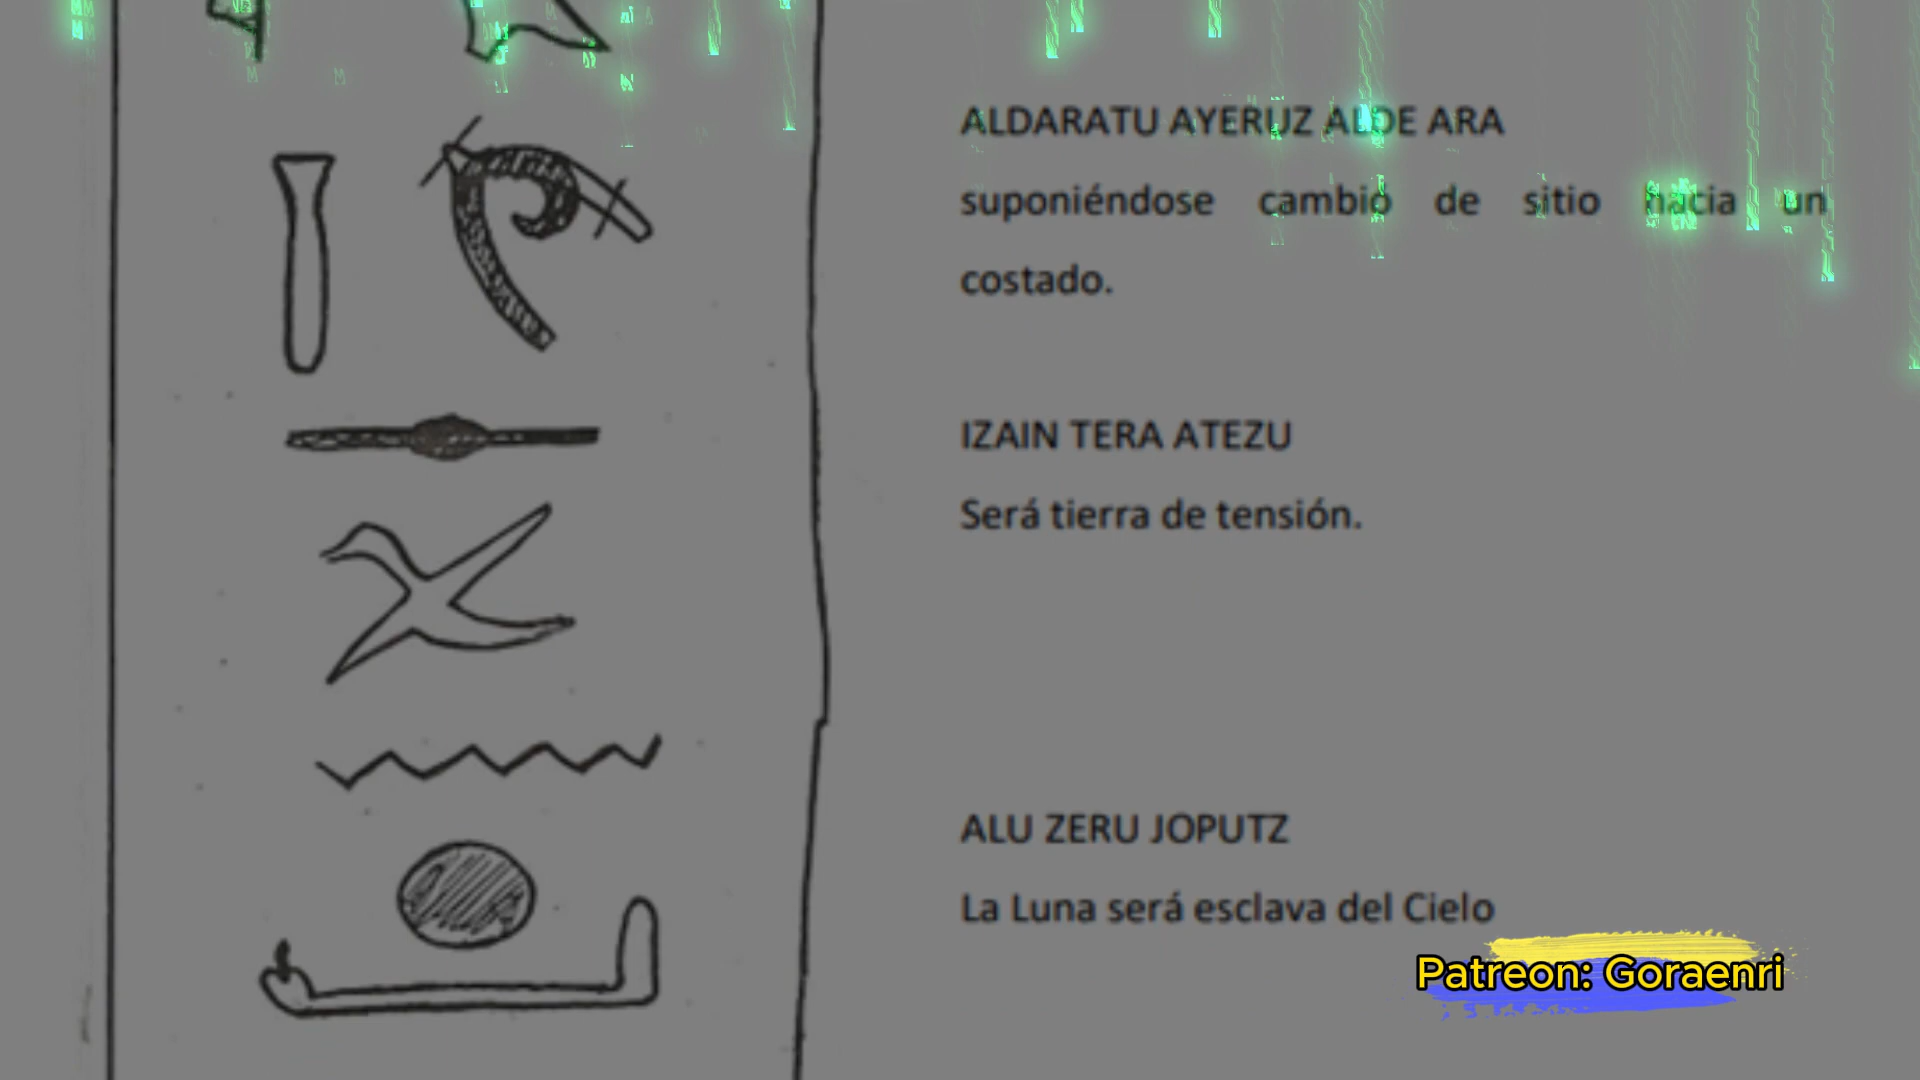 ALDARATU AYERUZ ALDE ARA
suponiéndose cambió de sitio hacia un
costado.
IZAIN TERA ATEZU
Será tierra de tensión.
ALU ZERU JOPUTZ
La Luna será esclava del Cielo
Patreon: Goraenri